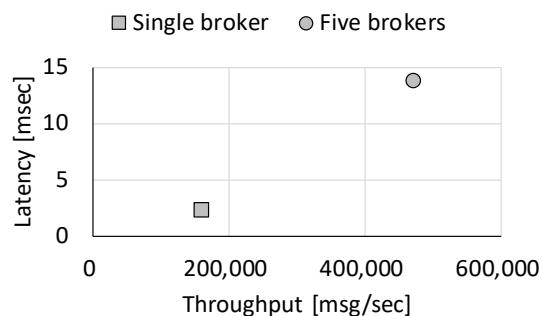 Single broker Five brokers
15
10
5
0
Latency [msec]
0 200,000 400,000 600,000
Throughput [msg/sec]